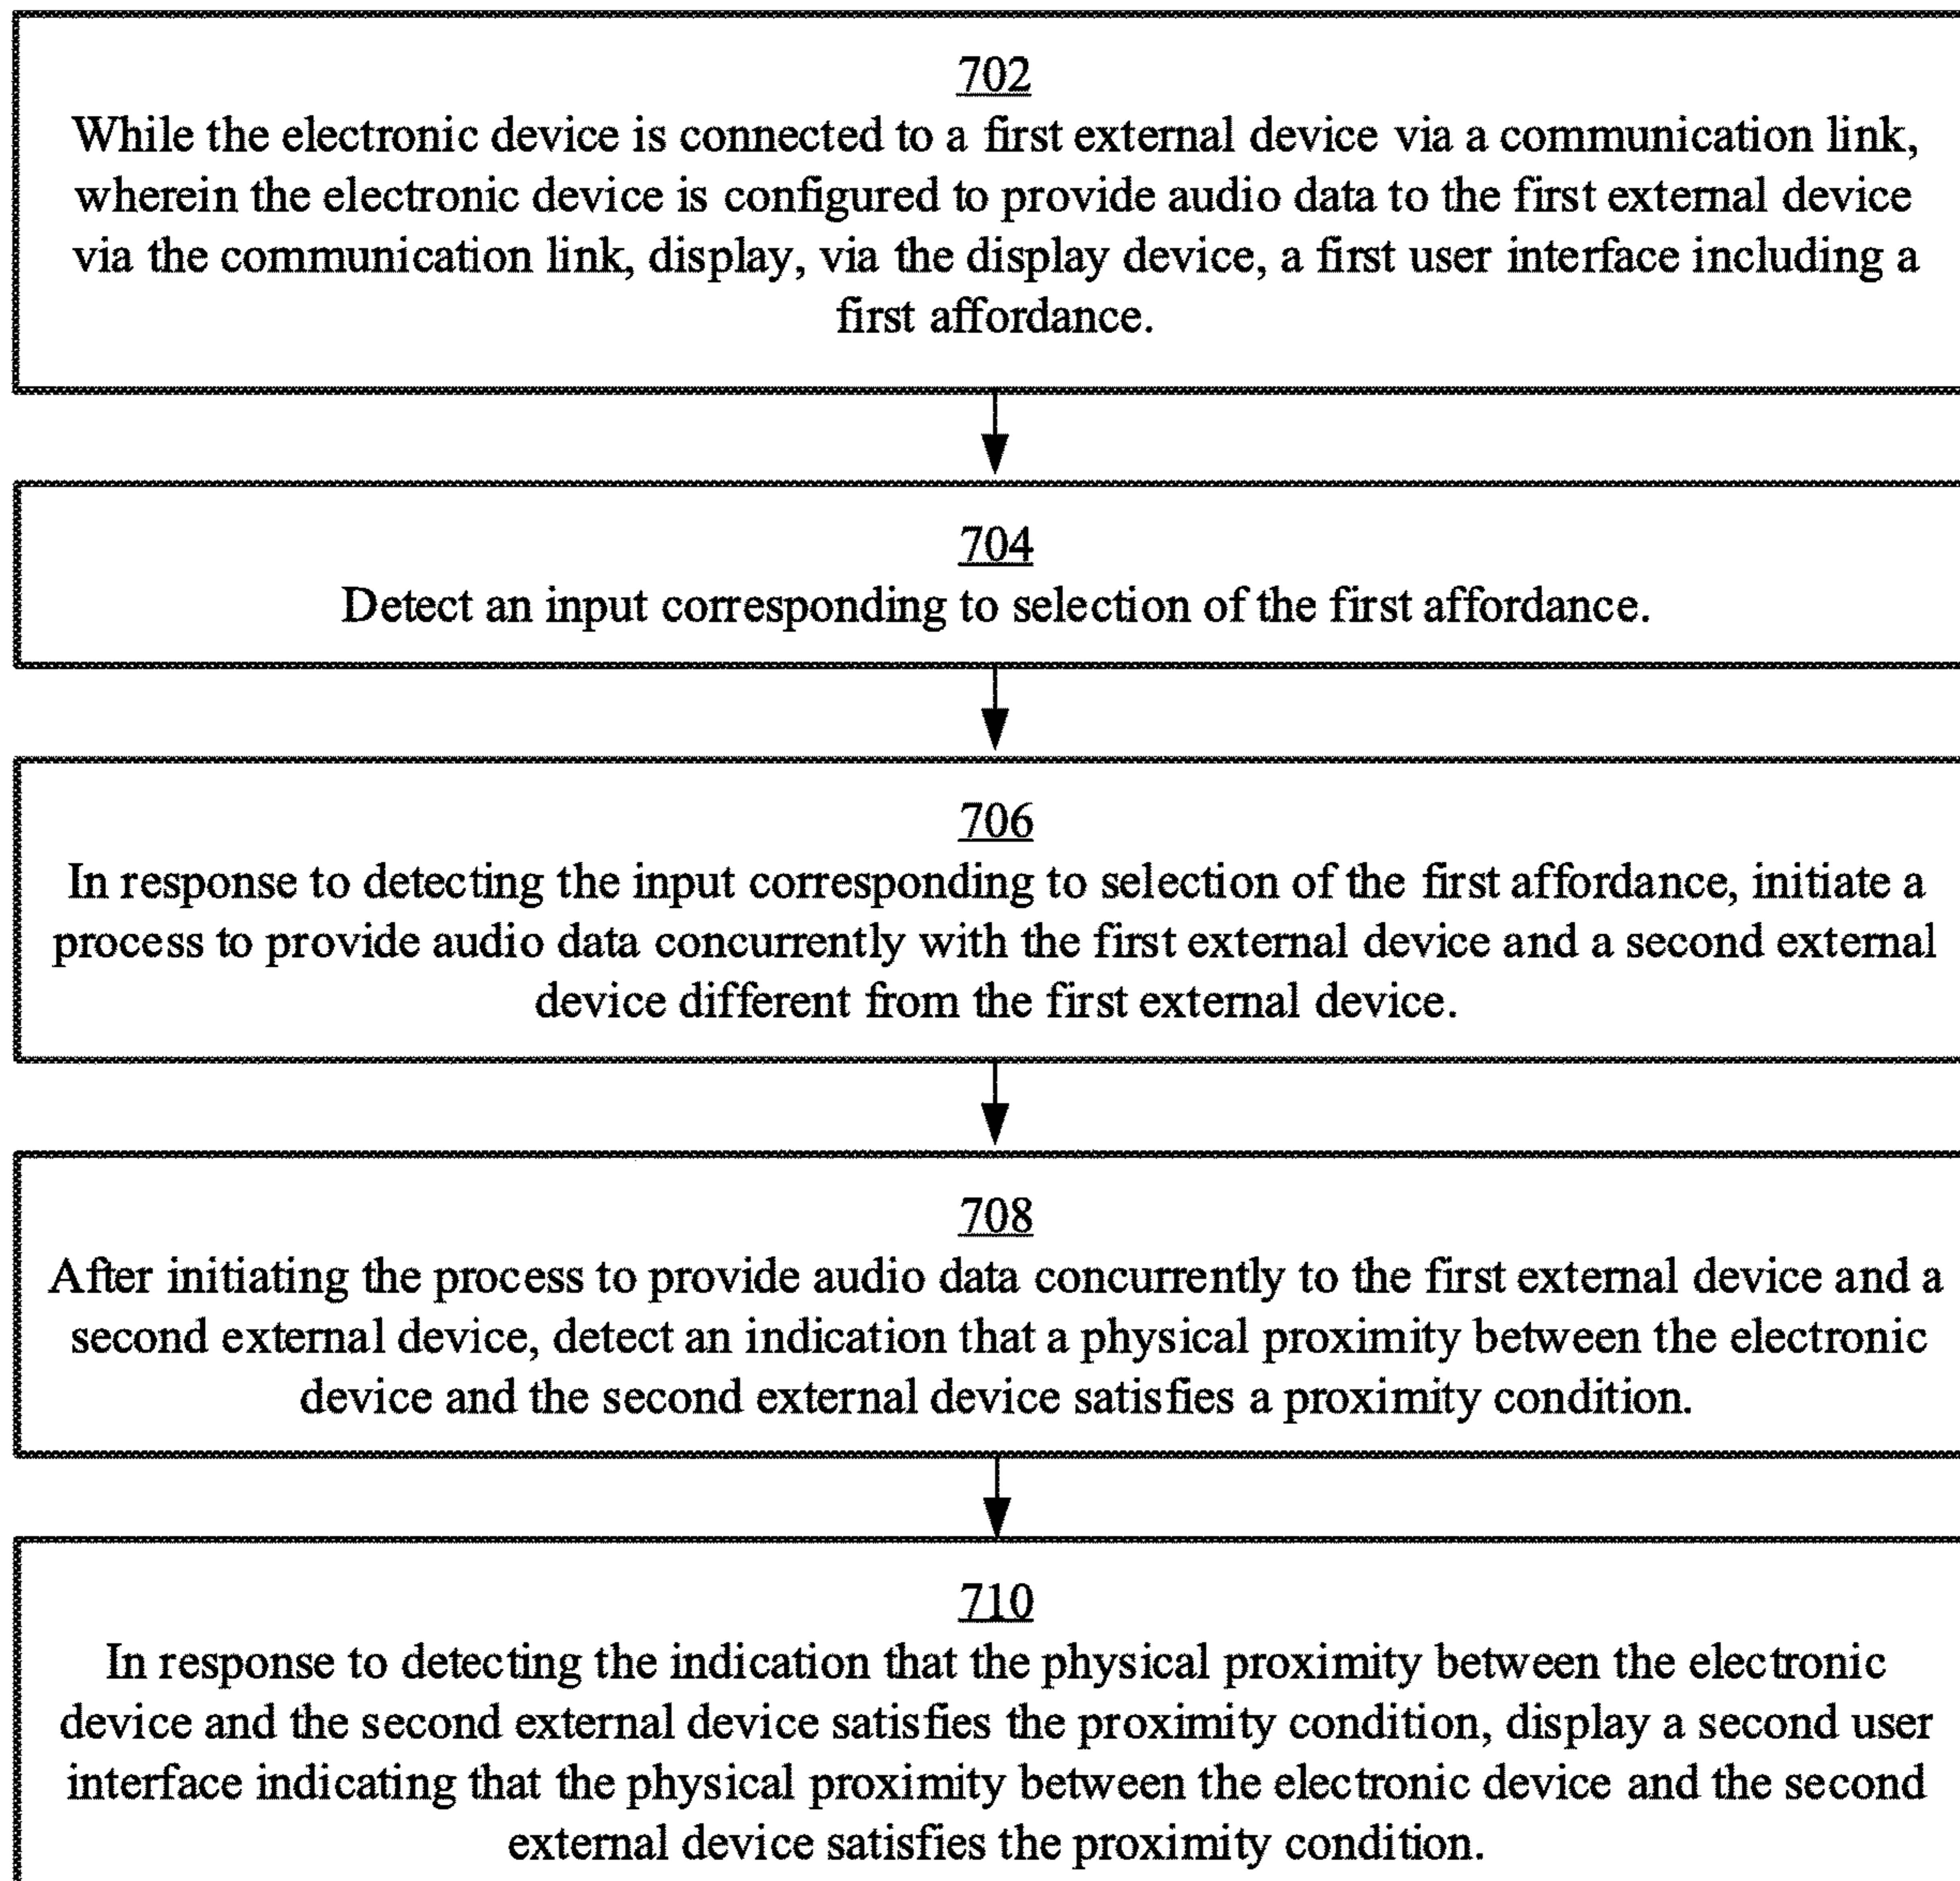 702
While the electronic device is connected to a first external device via a communication link,
wherein the electronic device is configured to provide audio data to the first external device
via the communication link, display, via the display device, a first user interface including a
first affordance.
704
Detect an input corresponding to selection of the first affordance.
706
In response to detecting the input corresponding to selection of the first affordance, initiate a
process to provide audio data concurrently with the first external device and a second external
device different from the first external device.
708
After initiating the process to provide audio data concurrently to the first external device and a
second external device, detect an indication that a physical proximity between the electronic
device and the second external device satisfies a proximity condition.
710
In response to detecting the indication that the physical proximity between the electronic
device and the second external device satisfies the proximity condition, display a second user
interface indicating that the physical proximity between the electronic device and the second
external device satisfies the proximity condition.